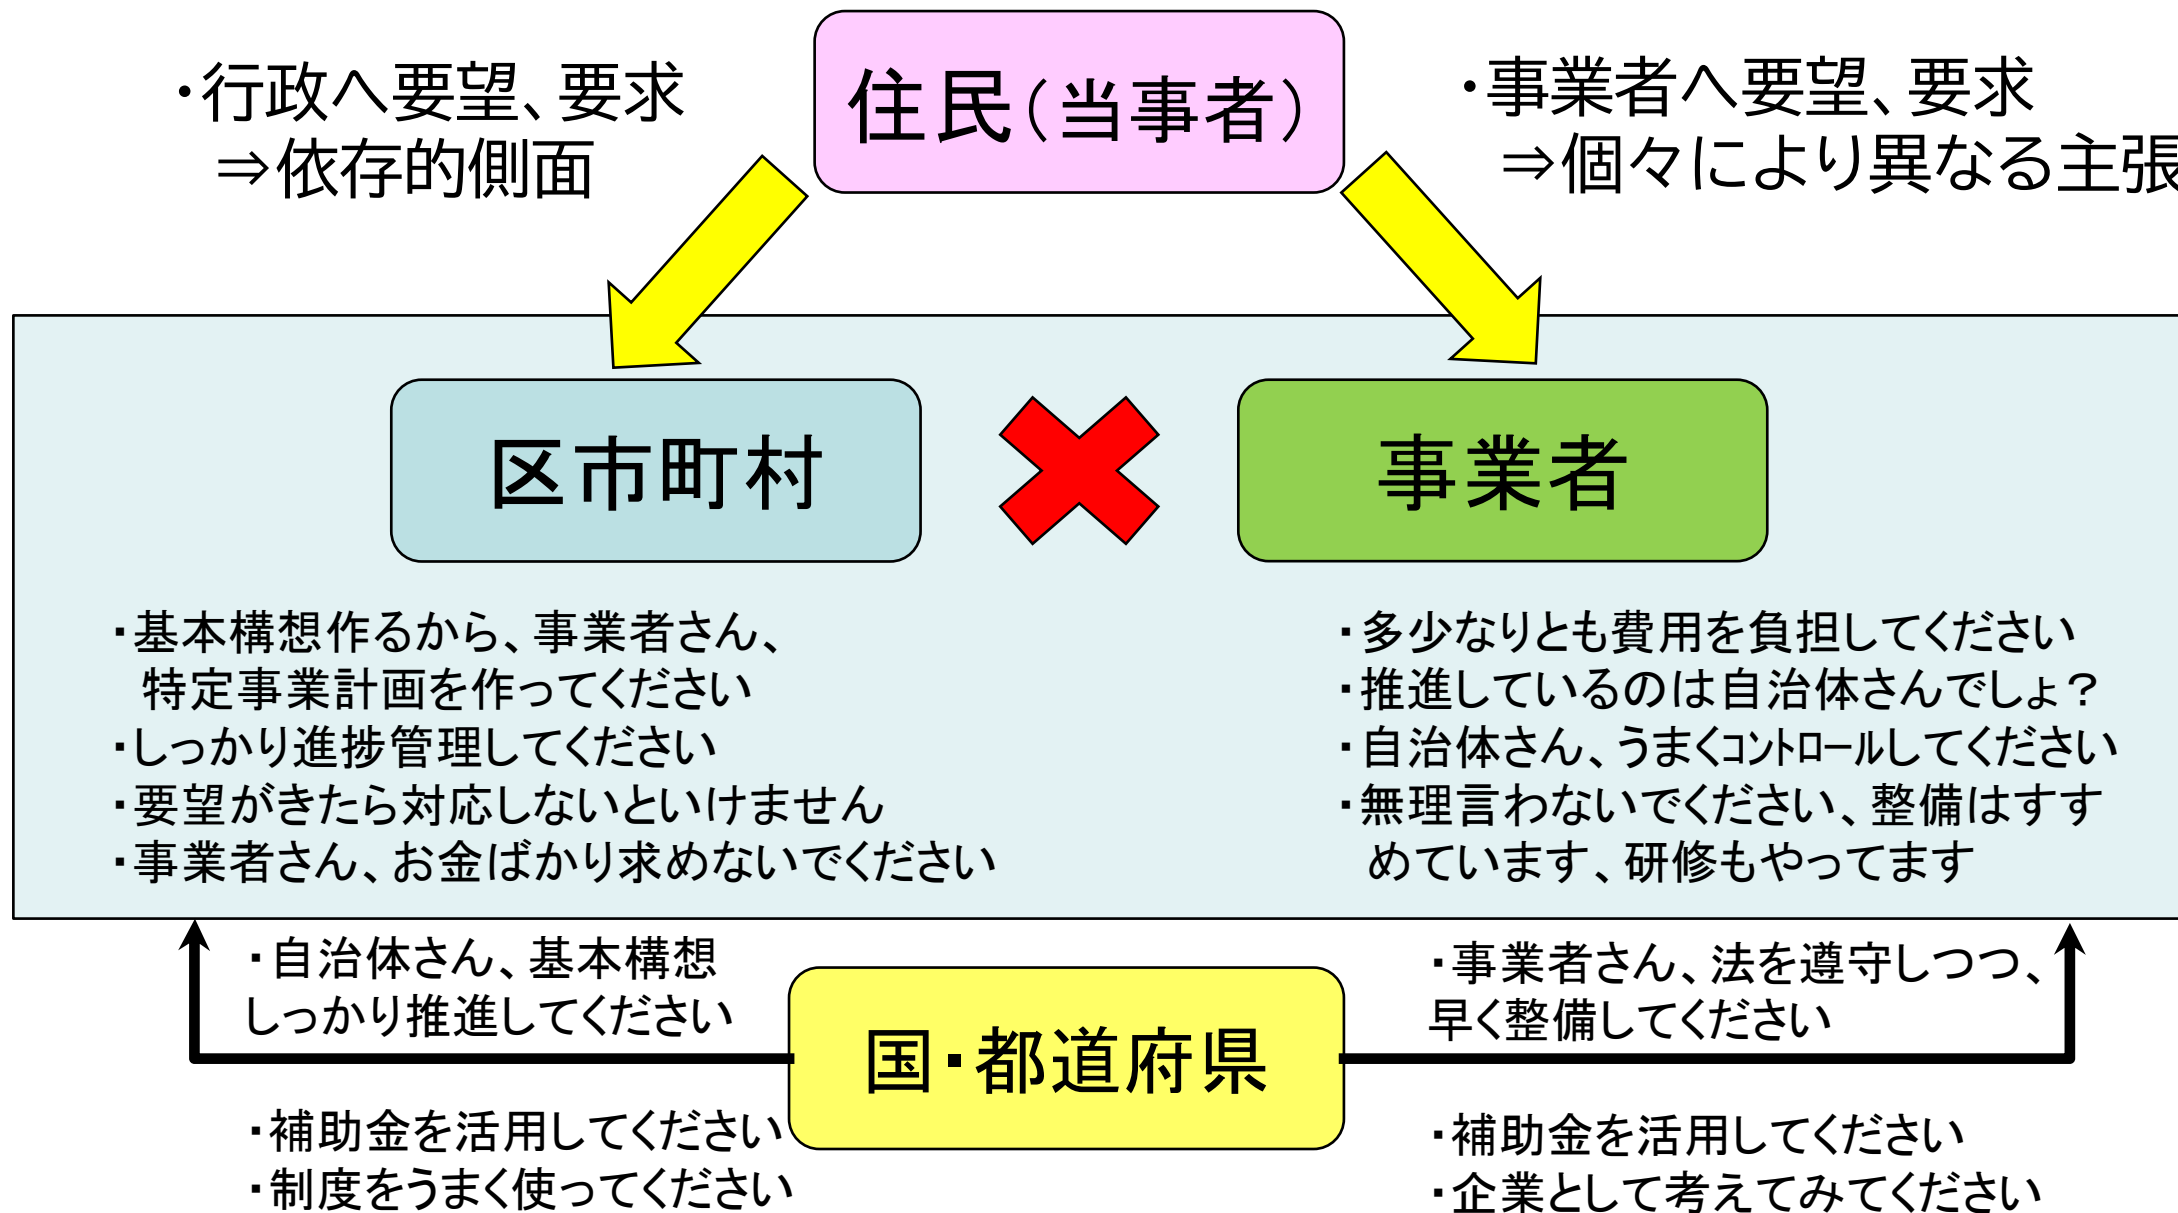 住民（当事者）
・行政へ要望、要求
⇒依存的側面
・事業者へ要望、要求
⇒個々により異なる主張
区市町村
事業者
・基本構想作るから、事業者さん、
特定事業計画を作ってください
・しっかり進捗管理してください
・要望がきたら対応しないといけません
・事業者さん、お金ばかり求めないでください
・多少なりとも費用を負担してください
・推進しているのは自治体さんでしょ？
・自治体さん、うまくｺﾝﾄﾛｰﾙしてください
・無理言わないでください、整備はすす
めています、研修もやってます
・自治体さん、基本構想
しっかり推進してください
国・都道府県
・事業者さん、法を遵守しつつ、
早く整備してください
・補助金を活用してください
・制度をうまく使ってください
・補助金を活用してください
・企業として考えてみてください